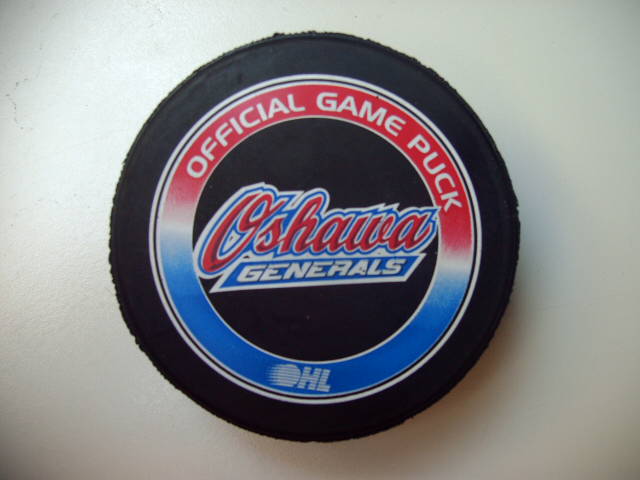 OFFICIAL GAME PUCK
Oshawa
GENERALS
OHL